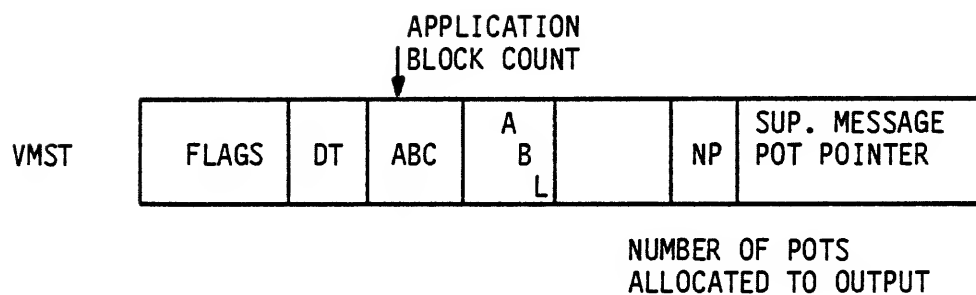 APPLICATION
BLOCK COUNT
VMST
FLAGS
DT
ABC
A
B
L
NP
SUP. MESSAGE
POT POINTER
NUMBER OF POTS
ALLOCATED TO OUTPUT